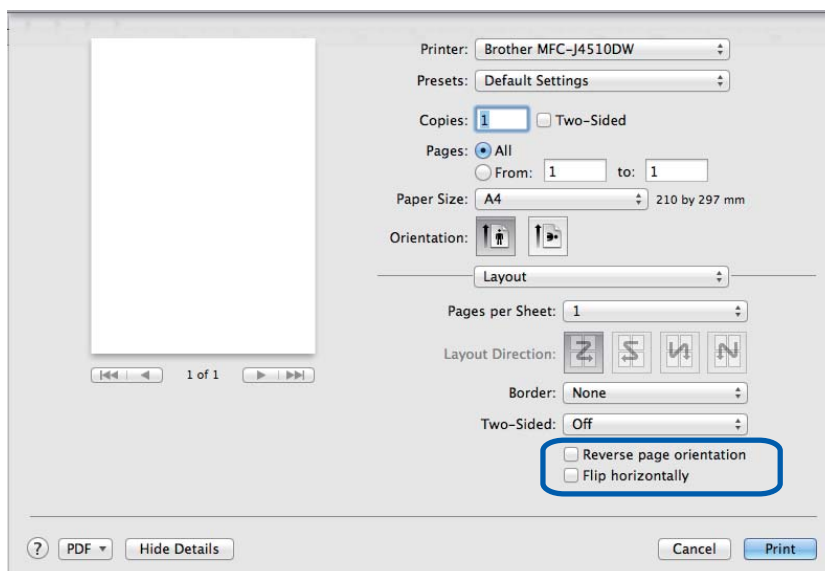 Printer: Brother MFC-J4510DW
Presets: Default Settings
Copies: 1 Two-Sided
Pages: All
From: 1 to: 1
Paper Size: A4 210 by 297 mm
Orientation:
Layout
Pages per Sheet: 1
Layout Direction:
1 of 1
Border: None
Two-Sided: Off
Reverse page orientation
Flip horizontally
? PDF Hide Details Cancel Print